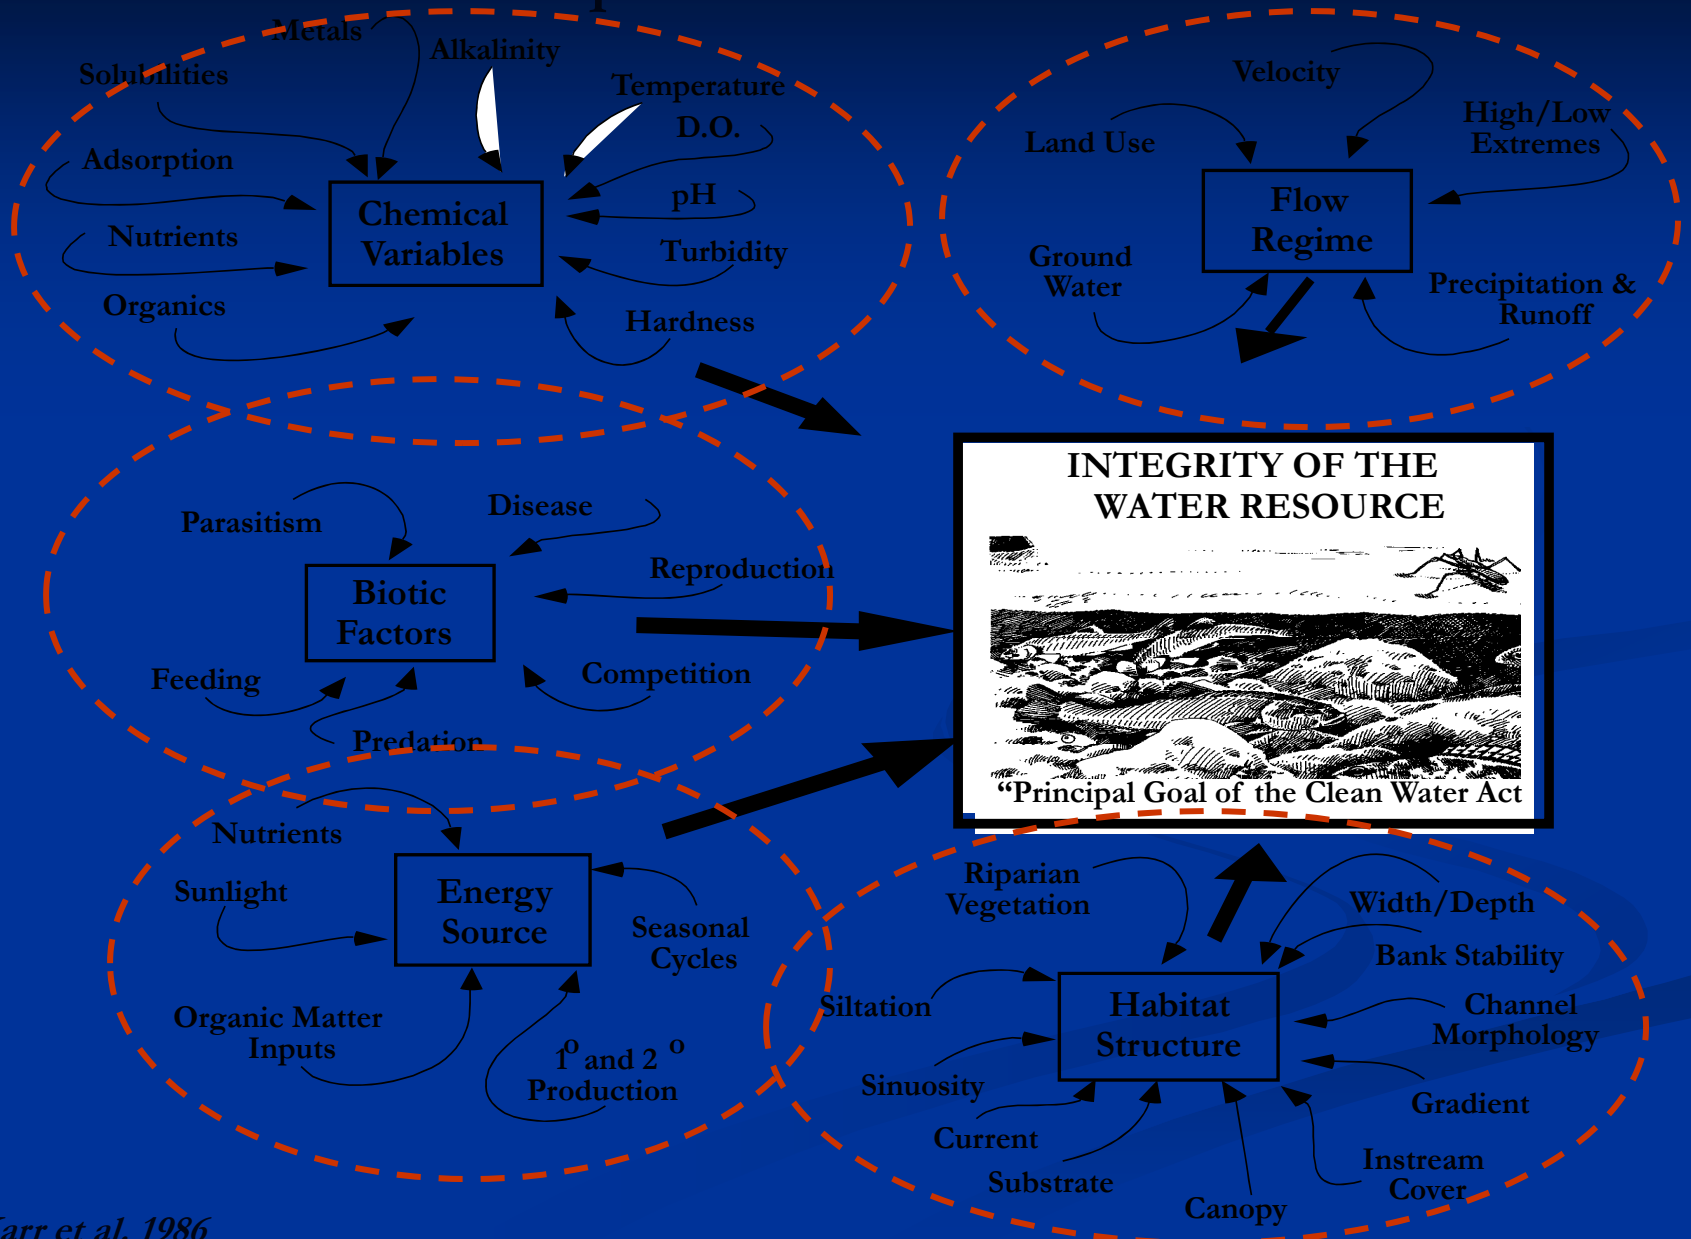 Metals
Alkalinity
Solubilities
Temperature
D.O.
Adsorption
pH
Chemical
Variables
Nutrients
Turbidity
Organics
Hardness
Velocity
High/Low
Extremes
Land Use
Flow
Regime
Ground
Water
Precipitation &
Runoff
INTEGRITY OF THE
WATER RESOURCE
“Principal Goal of the Clean Water Act
Parasitism
Disease
Reproduction
Biotic
Factors
Feeding
Competition
Predation
Nutrients
Sunlight
Energy
Source
Seasonal
Cycles
Organic Matter
Inputs
1o and 2 o
Production
Riparian
Vegetation
Width/Depth
Bank Stability
Siltation
Habitat
Structure
Channel
Morphology
Sinuosity
Gradient
Current
Substrate
Instream
Cover
Canopy
et al. 1986